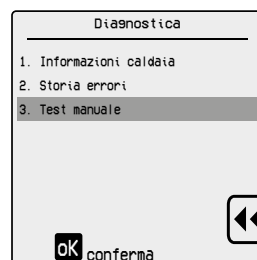 Diagnostica
1. Informazioni caldaia
2. Storia errori
3. Test manuale
OK conferma